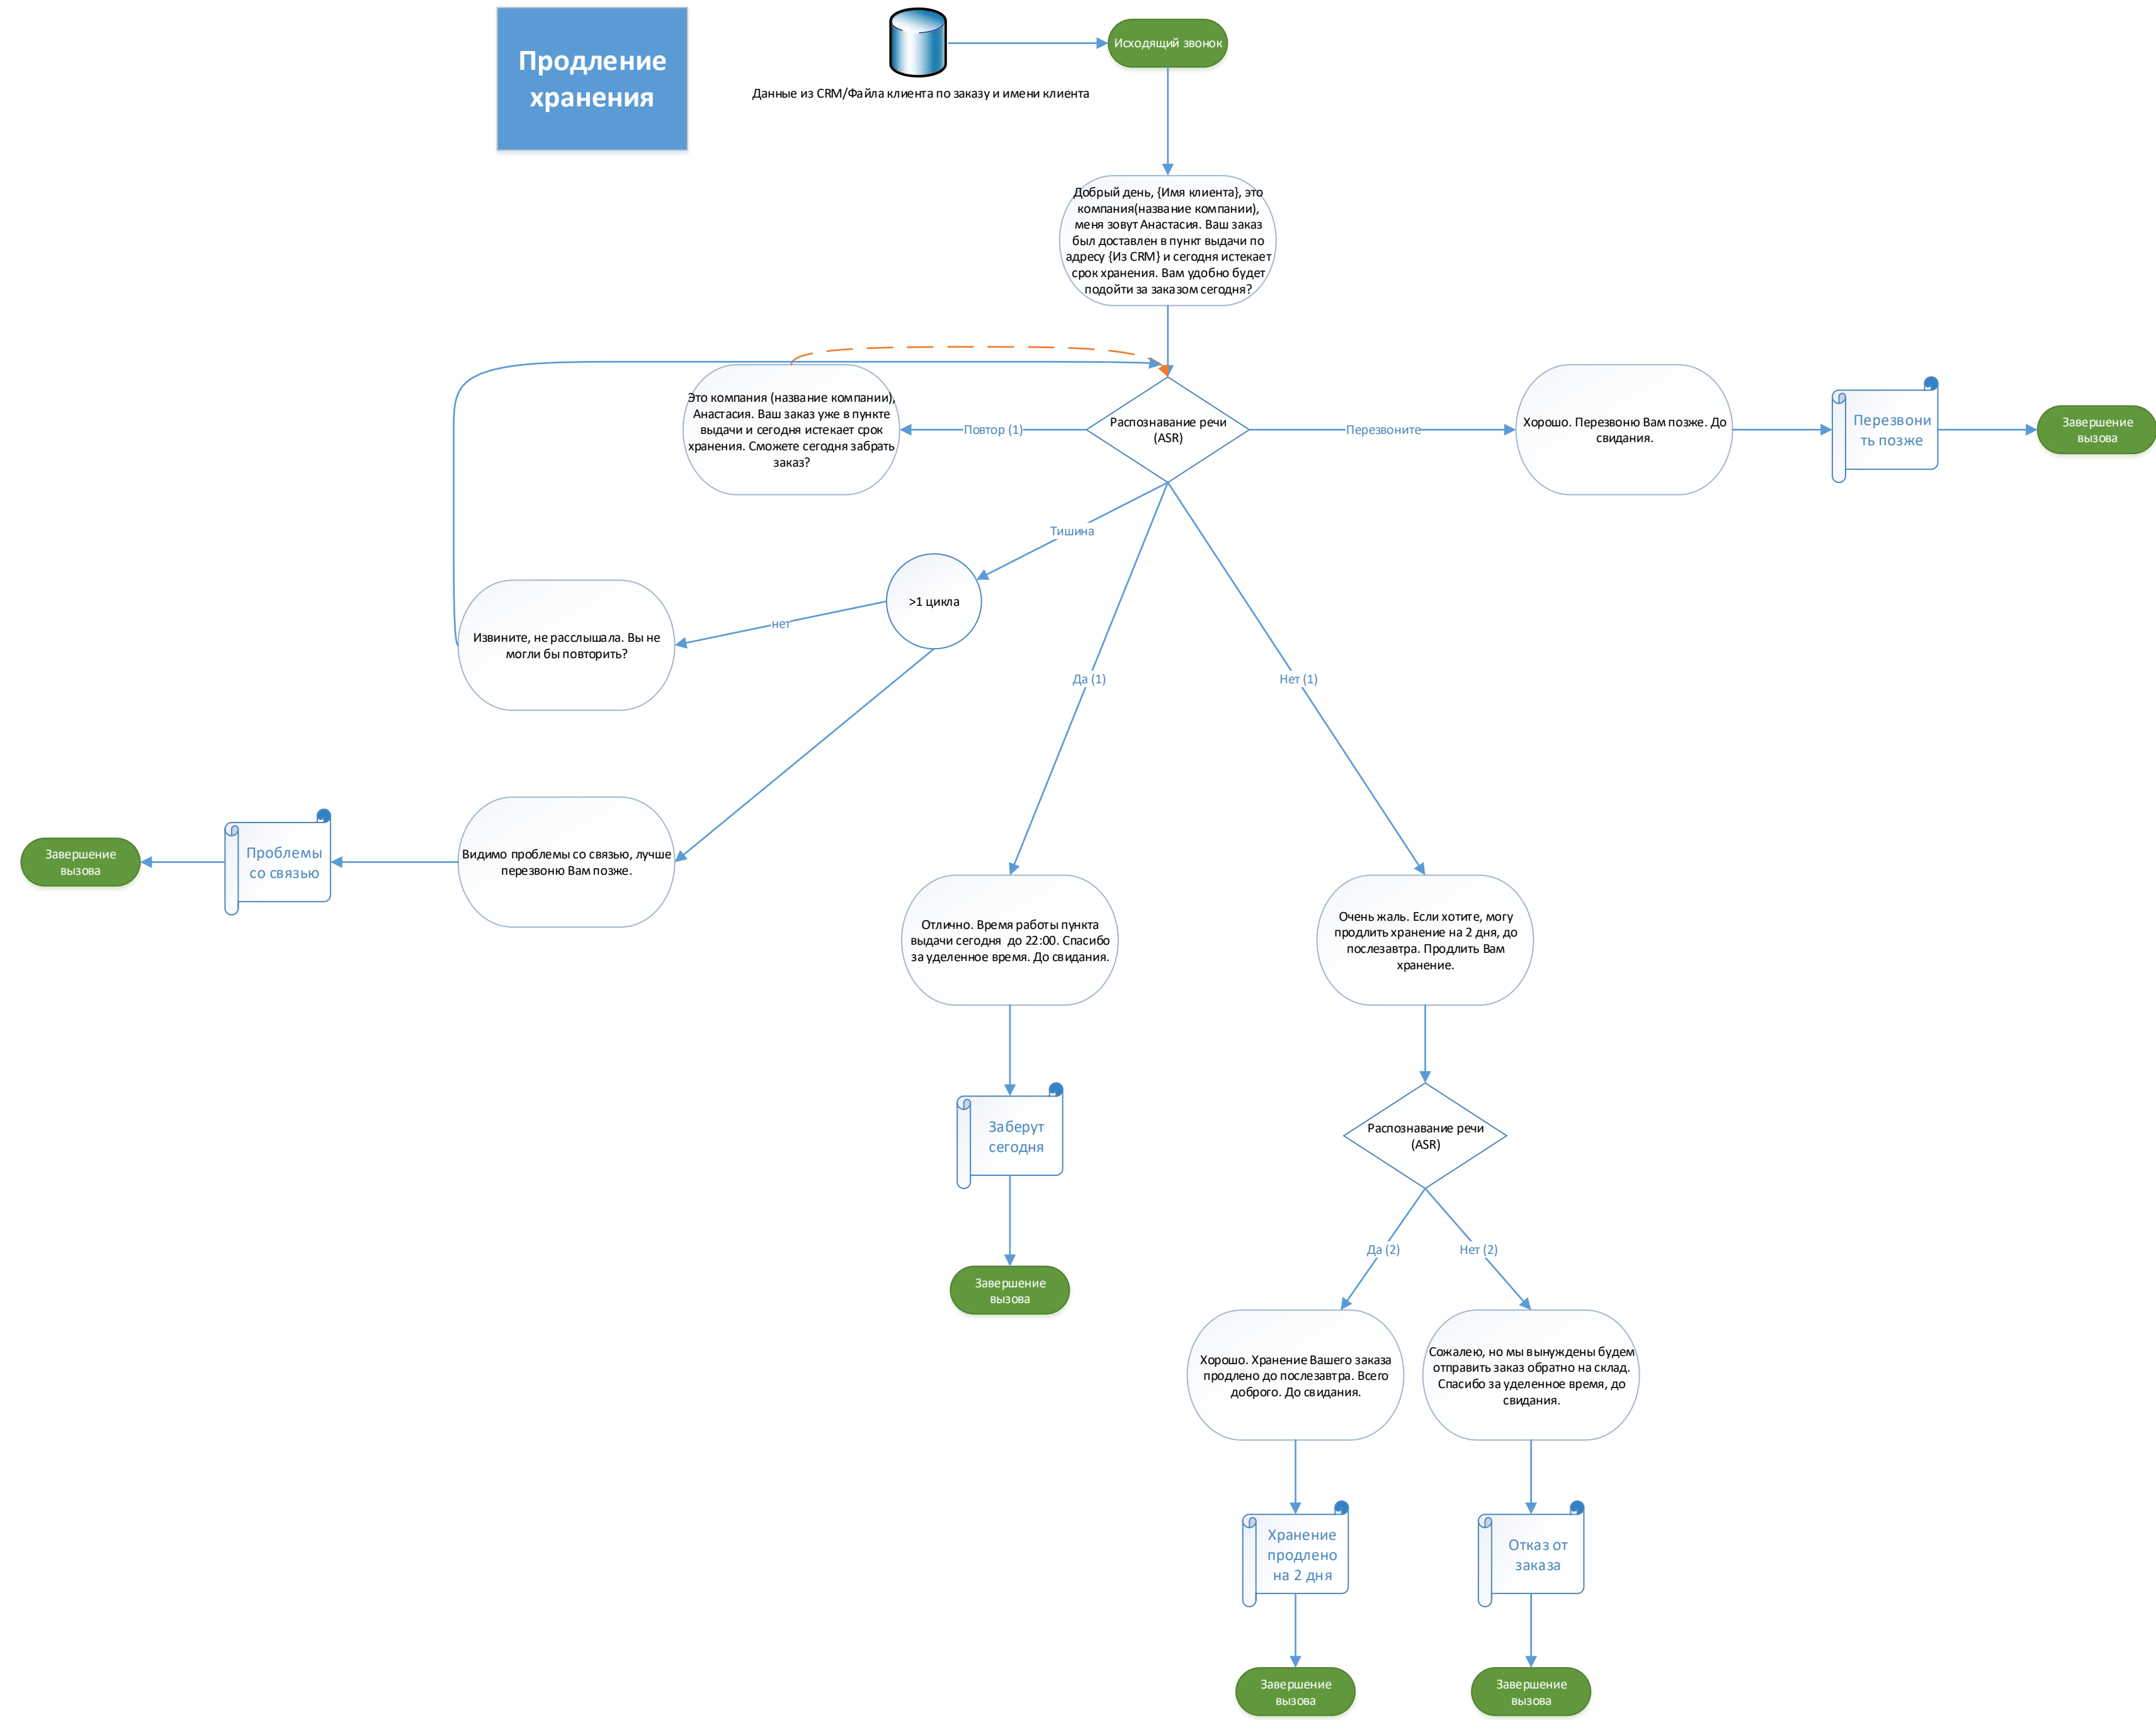 Продление
хранения
Исходящий звонок
Данные из CRM/Файла клиента по заказу и имени клиента
Добрый день, {Имя клиента}, это
компания(название компании),
меня зовут Анастасия. Ваш заказ
был доставлен в пункт выдачи по
адресу {Из CRM} и сегодня истекает
срок хранения. Вам удобно будет
подойти за заказом сегодня?
Это компания (название компании),
Анастасия. Ваш заказ уже в пункте
выдачи и сегодня истекает срок
хранения. Сможете сегодня забрать
заказ?
Повтор (1)
Распознавание речи
(ASR)
Перезвоните
Хорошо. Перезвоню Вам позже. До
свидания.
Перезвони
ть позже
Завершение
вызова
Тишина
>1 цикла
нет
Извините, не расслышала. Вы не
могли бы повторить?
Да (1)
Нет (1)
Завершение
вызова
Проблемы
со связью
Видимо проблемы со связью, лучше
перезвоню Вам позже.
Отлично. Время работы пункта
выдачи сегодня  до 22:00. Спасибо
за уделенное время. До свидания.
Очень жаль. Если хотите, могу
продлить хранение на 2 дня, до
послезавтра. Продлить Вам
хранение.
Заберут
сегодня
Распознавание речи
(ASR)
Да (2)
Нет (2)
Завершение
вызова
Хорошо. Хранение Вашего заказа
продлено до послезавтра. Всего
доброго. До свидания.
Сожалею, но мы вынуждены будем
отправить заказ обратно на склад.
Спасибо за уделенное время, до
свидания.
Хранение
продлено
на 2 дня
Отказ от
заказа
Завершение
вызова
Завершение
вызова